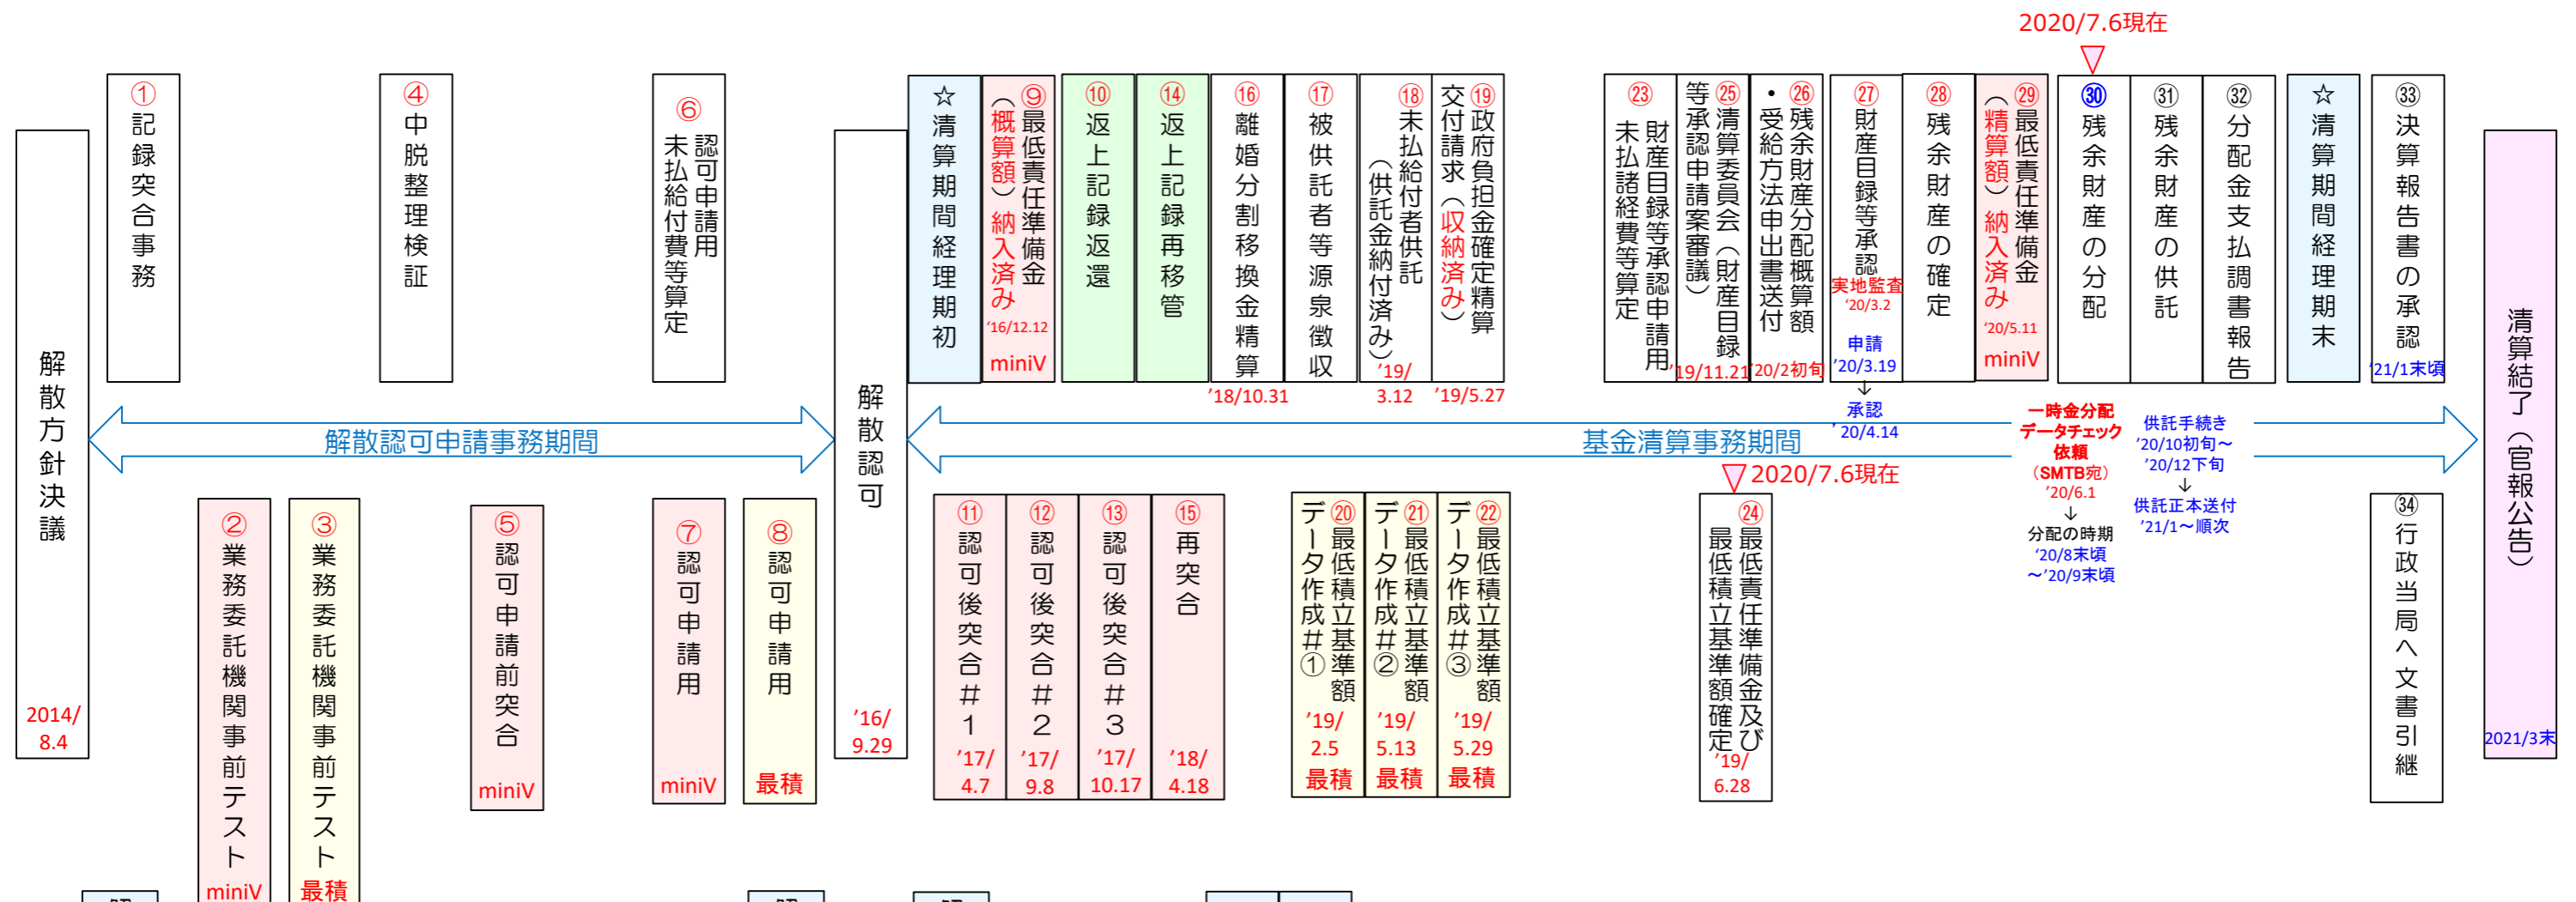 2020/7.6現在
解散方針決議
2014/
8.4
①記録突合事務
④中脱整理検証
⑥認可申請用
未払給付費等算定
解散認可
’16/
9.29
☆清算期間経理期初
⑨最低責任準備金
（概算額）納入済み
‘16/12.12
miniV
⑩返上記録返還
⑭返上記録再移管
⑯離婚分割移換金精算
’18/10.31
⑰被供託者等源泉徴収
⑱未払給付者供託
（供託金納付済み）
’19/
3.12
⑲政府負担金確定精算
交付請求（収納済み）
’19/5.27
㉓財産目録等承認申請用
未払諸経費等算定
㉕清算委員会（財産目録
等承認申請案審議）
’19/11.21
㉖残余財産分配概算額
・受給方法申出書送付
’20/2初旬
㉗財産目録等承認
実地監査
‘20/3.2
申請
’20/3.19
↓
承認
’20/4.14
㉘残余財産の確定
㉙最低責任準備金
（精算額）納入済み
‘20/5.11
miniV
㉚残余財産の分配
㉛残余財産の供託
㉜分配金支払調書報告
☆清算期間経理期末
㉝決算報告書の承認
’21/1末頃
清算結了（官報公告）
2021/3末
解散認可申請事務期間
基金清算事務期間
一時金分配
データチェック
依頼
（SMTB宛）
’20/6.1
↓
分配の時期
‘20/8末頃
～’20/9末頃
供託手続き
’20/10初旬～
’20/12下旬
↓
供託正本送付
’21/1～順次
2020/7.6現在
②業務委託機関事前テスト
miniV
③業務委託機関事前テスト
最積
⑤認可申請前突合
miniV
⑦認可申請用
miniV
⑧認可申請用
最積
⑪認可後突合＃１
’17/
4.7
⑫認可後突合＃２
’17/
9.8
⑬認可後突合＃３
’17/
10.17
⑮再突合
’18/
4.18
⑳最低積立基準額
データ作成＃①
’19/
2.5
最積
㉑最低積立基準額
データ作成＃②
’19/
5.13
最積
㉒最低積立基準額
データ作成＃③
’19/
5.29
最積
㉔最低責任準備金及び
最低積立基準額確定
’19/
6.28
㉞行政当局へ文書引継